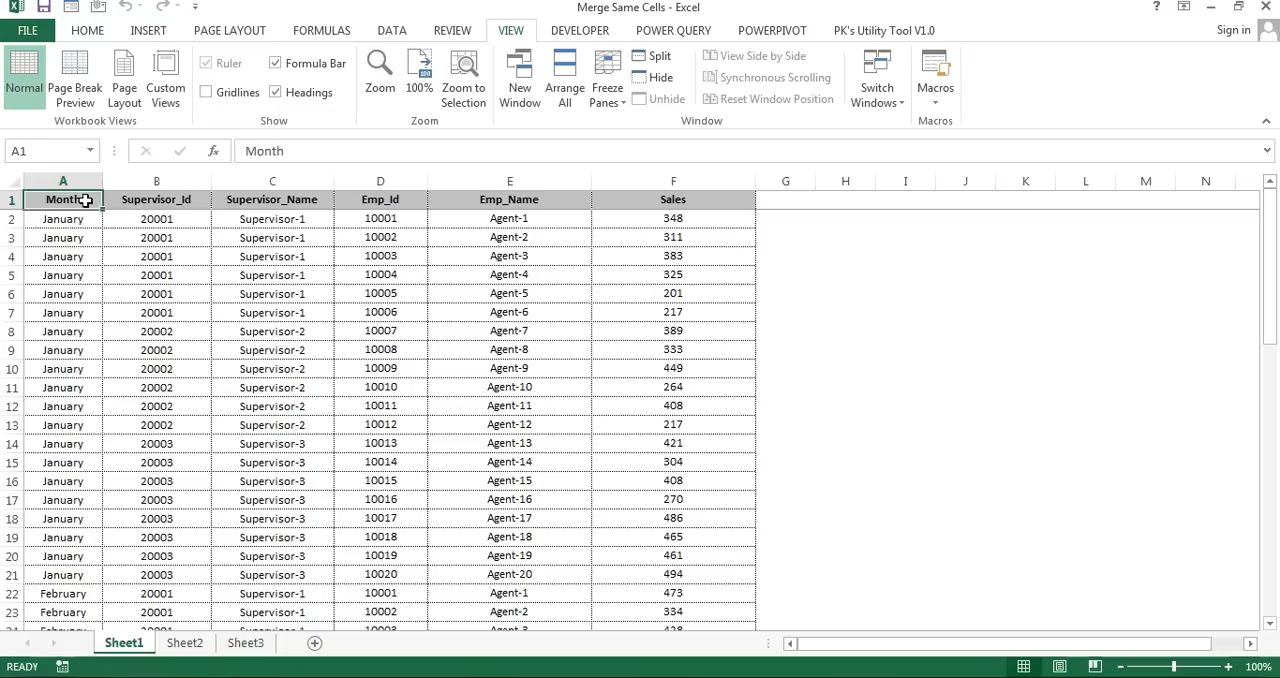 Merge Same Cells - Excel
?
FILE HOME INSERT PAGE LAYOUT FORMULAS DATA REVIEW VIEW DEVELOPER POWER QUERY POWERPIVOT PK's Utility Tool V1.0 Sign in
Normal Page Break Preview Page Layout Custom Views
Workbook Views
Ruler Formula Bar
Gridlines Headings
Show
Zoom 100% Zoom to Selection
Zoom
New Window Arrange All Freeze Panes
Split
Hide
Unhide
View Side by Side
Synchronous Scrolling
Reset Window Position
Switch Windows
Window
Macros
Macros
A1 fx Month
A B C D E F G H I J K L M N
1 Month Supervisor_Id Supervisor_Name Emp_Id Emp_Name Sales
2 January 20001 Supervisor-1 10001 Agent-1 348
3 January 20001 Supervisor-1 10002 Agent-2 311
4 January 20001 Supervisor-1 10003 Agent-3 383
5 January 20001 Supervisor-1 10004 Agent-4 325
6 January 20001 Supervisor-1 10005 Agent-5 201
7 January 20001 Supervisor-1 10006 Agent-6 217
8 January 20002 Supervisor-2 10007 Agent-7 389
9 January 20002 Supervisor-2 10008 Agent-8 333
10 January 20002 Supervisor-2 10009 Agent-9 449
11 January 20002 Supervisor-2 10010 Agent-10 264
12 January 20002 Supervisor-2 10011 Agent-11 408
13 January 20002 Supervisor-2 10012 Agent-12 217
14 January 20003 Supervisor-3 10013 Agent-13 421
15 January 20003 Supervisor-3 10014 Agent-14 304
16 January 20003 Supervisor-3 10015 Agent-15 408
17 January 20003 Supervisor-3 10016 Agent-16 270
18 January 20003 Supervisor-3 10017 Agent-17 486
19 January 20003 Supervisor-3 10018 Agent-18 465
20 January 20003 Supervisor-3 10019 Agent-19 461
21 January 20003 Supervisor-3 10020 Agent-20 494
22 February 20001 Supervisor-1 10001 Agent-1 473
23 February 20001 Supervisor-1 10002 Agent-2 334
Sheet1 Sheet2 Sheet3
READY 100%